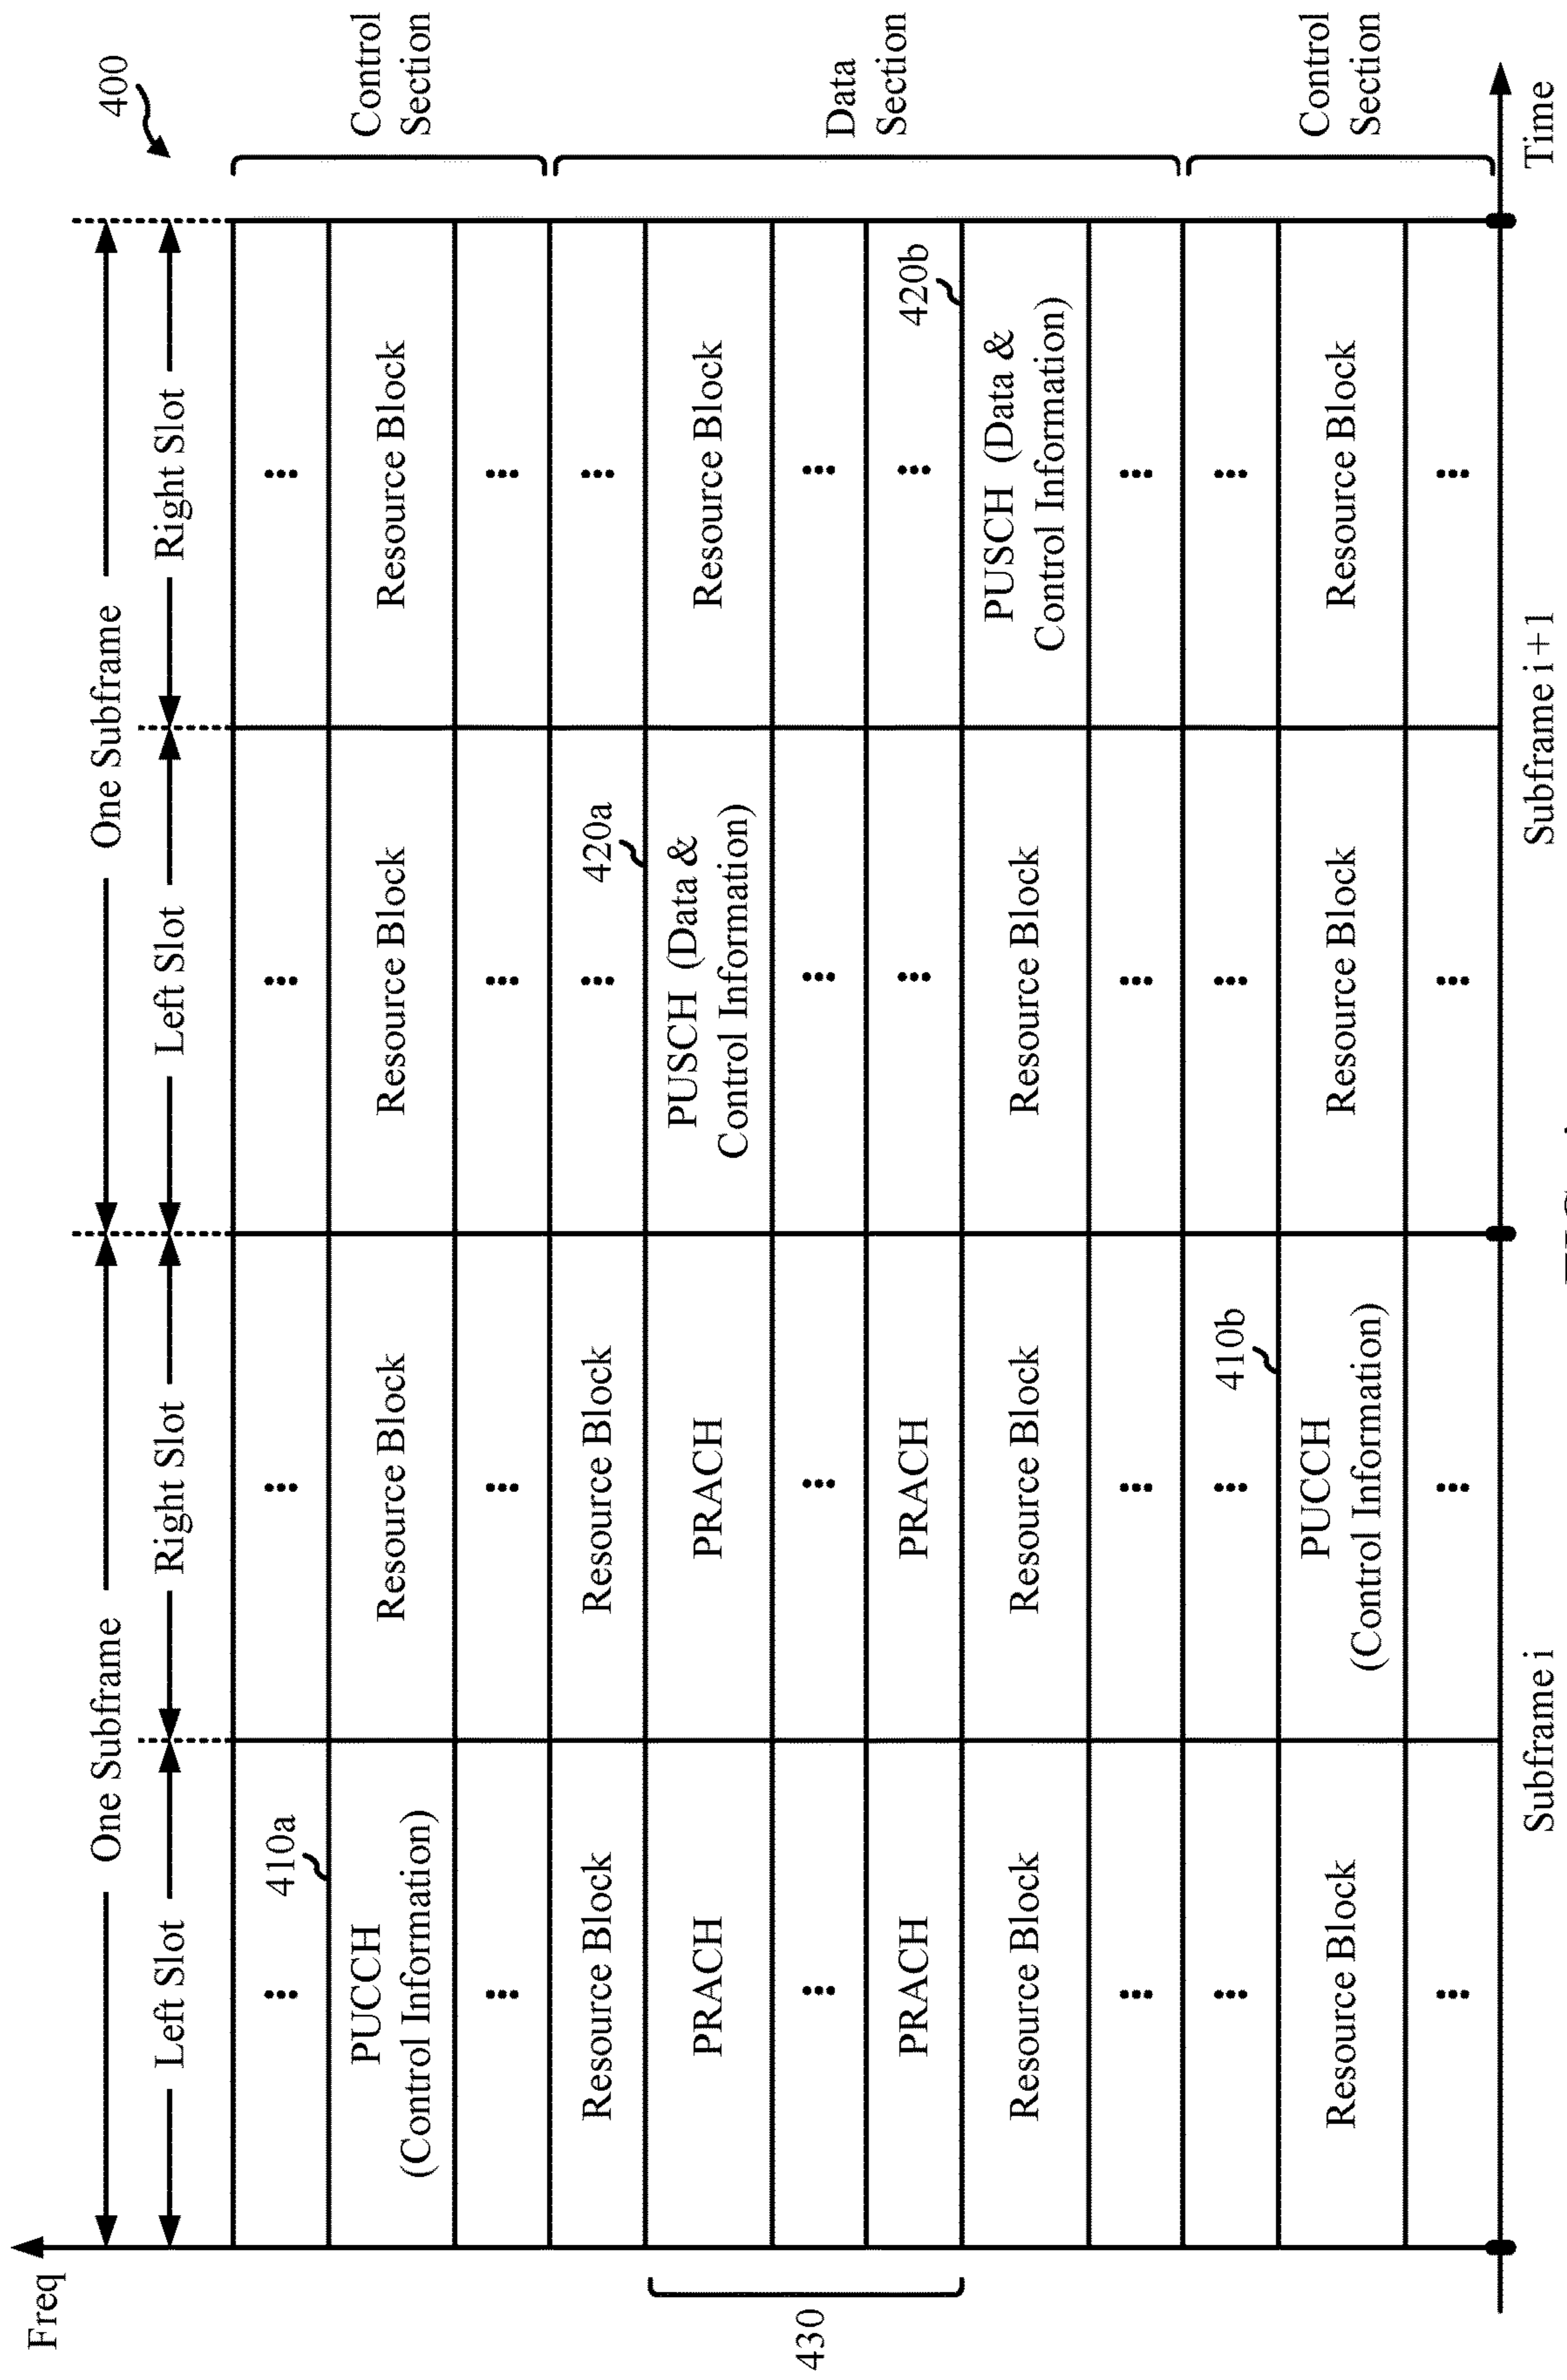 Freq
400
One Subframe
One Subframe
Left Slot
Right Slot
Left Slot
Right Slot
410a
PUCCH
(Control Information)
Resource Block
Resource Block
Resource Block
Control
Section
Resource Block
Resource Block
420a
PRACH
PRACH
PUSCH (Data &
Control Information)
Resource Block
430
Data
Section
PRACH
PRACH
420b
Resource Block
Resource Block
Resource Block
PUSCH (Data &
Control Information)
410b
Resource Block
PUCCH
(Control Information)
Resource Block
Resource Block
Control
Section
Subframe i
Subframe i+1
Time